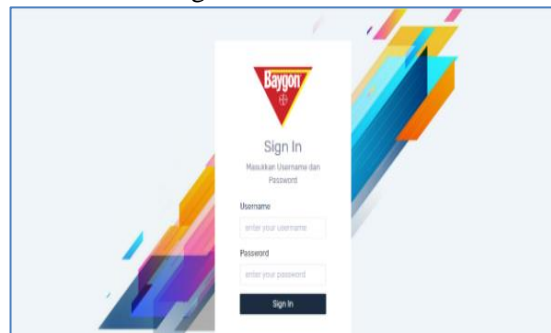 Baygon
Sign In
Masukkan Username dan
Password
Username
enter your username
Password
enter your password
Sign In